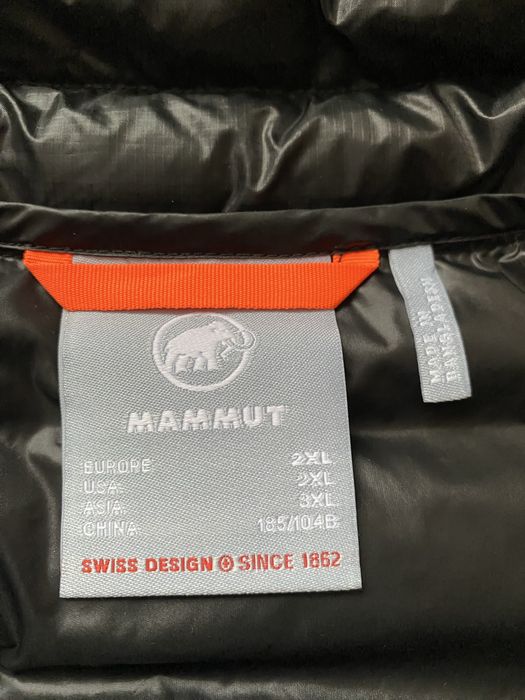 MAMMUT
EUROPE 2XL
USA 2XL
ASIA 3XL
CHINA 185/104B
SWISS DESIGN SINCE 1862
MADE IN
BANGLADESH